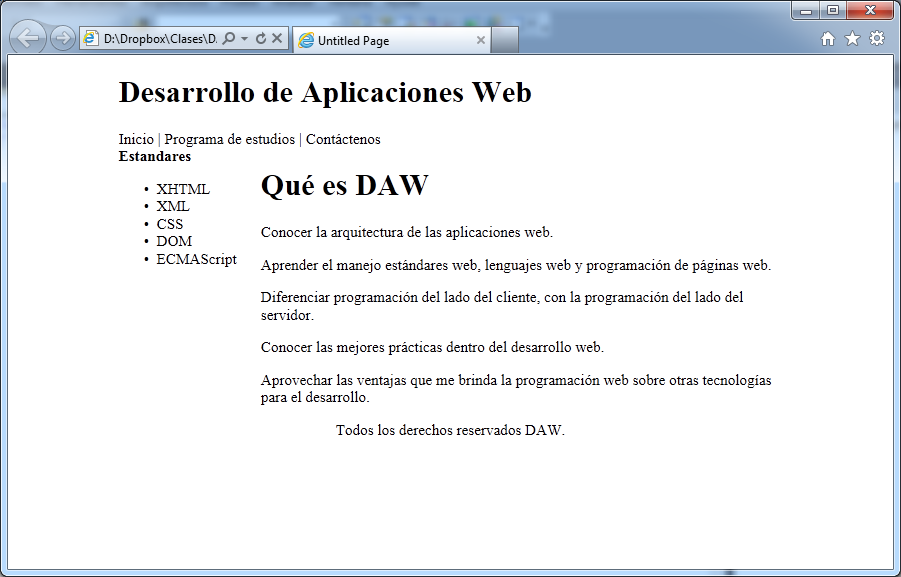 D:\Dropbox\Clases\D.
Untitled Page
Desarrollo de Aplicaciones Web
Inicio | Programa de estudios | Contáctenos
Estandares
• XHTML
• XML
• CSS
• DOM
• ECMAScript
Qué es DAW
Conocer la arquitectura de las aplicaciones web.
Aprender el manejo estándares web, lenguajes web y programación de páginas web.
Diferenciar programación del lado del cliente, con la programación del lado del
servidor.
Conocer las mejores prácticas dentro del desarrollo web.
Aprovechar las ventajas que me brinda la programación web sobre otras tecnologías
para el desarrollo.
Todos los derechos reservados DAW.